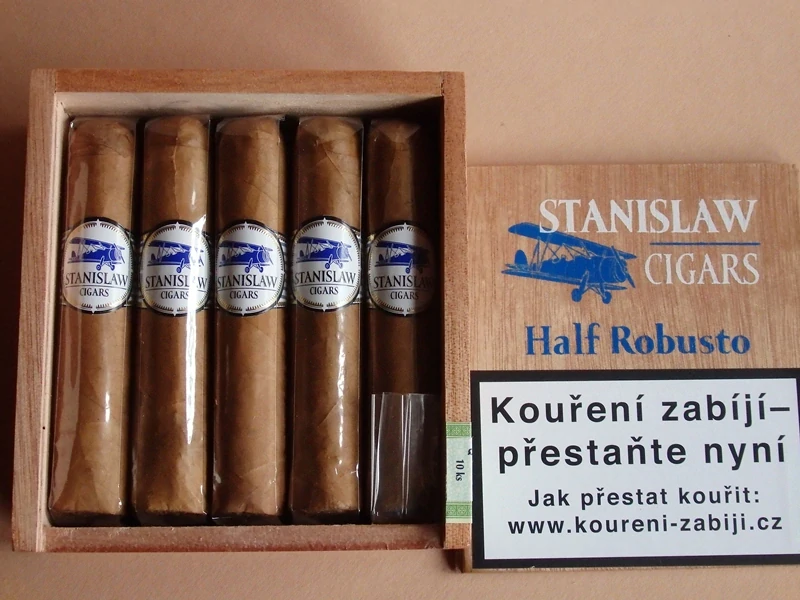 STANISLAW
CIGARS
STANISLAW
CIGARS
STANISLAW
CIGARS
STANISLAW
CIGARS
STANISLAW
CIGARS
STANISLAW
CIGARS
Half Robusto
10 ks
Kouření zabíjí–
přestaňte nyní
Jak přestat kouřit:
www.koureni-zabiji.cz